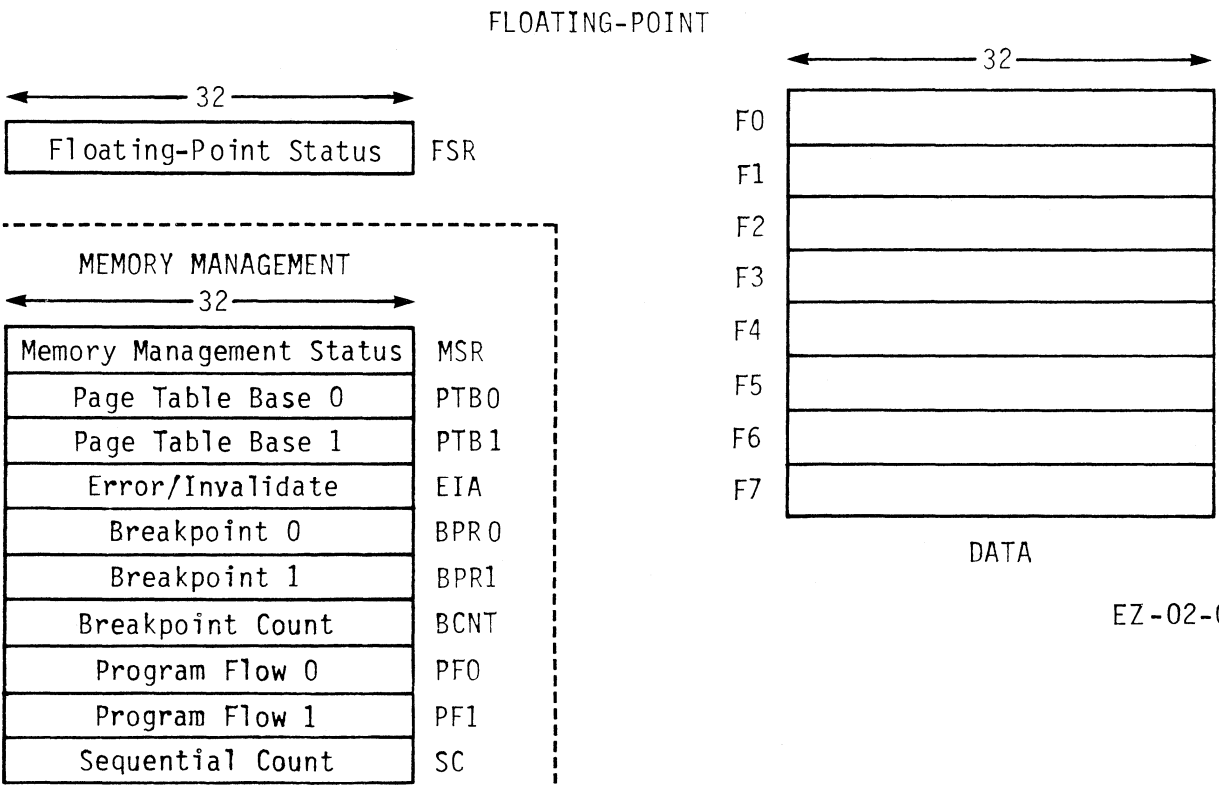 FLOATING-POINT
32
Floating-Point Status FSR
MEMORY MANAGEMENT
32
Memory Management Status MSR
Page Table Base 0 PTB0
Page Table Base 1 PTB1
Error/Invalidate EIA
Breakpoint 0 BPR0
Breakpoint 1 BPR1
Breakpoint Count BCNT
Program Flow 0 PF0
Program Flow 1 PF1
Sequential Count SC
32
F0
F1
F2
F3
F4
F5
F6
F7
DATA
EZ-02-